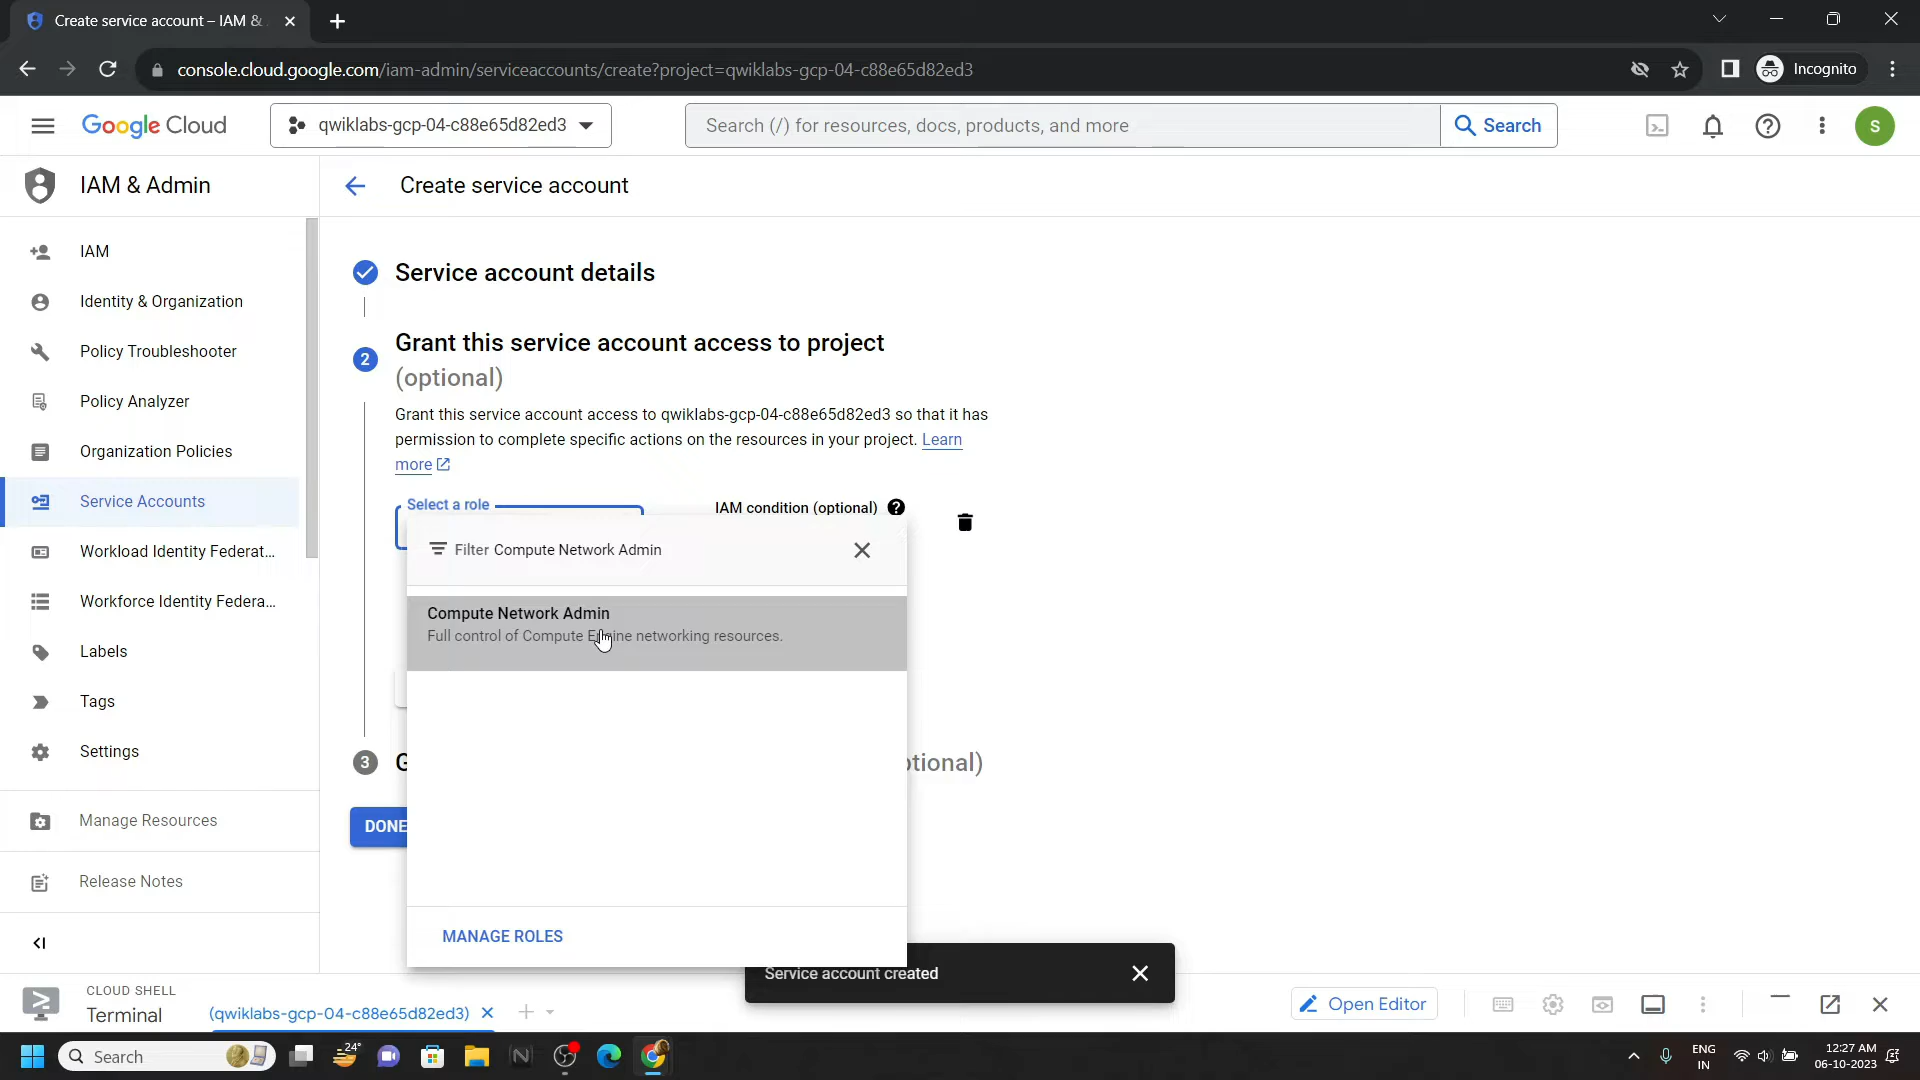 Create service account – IAM &
console.cloud.google.com/iam-admin/serviceaccounts/create?project=qwiklabs-gcp-04-c88e65d82ed3
Incognito
Google Cloud
qwiklabs-gcp-04-c88e65d82ed3
Search (/) for resources, docs, products, and more
Search
S
IAM & Admin
Create service account
IAM
Identity & Organization
Policy Troubleshooter
Policy Analyzer
Organization Policies
Service Accounts
Workload Identity Federat...
Workforce Identity Federa...
Labels
Tags
Settings
Manage Resources
Release Notes
Service account details
2
Grant this service account access to project
(optional)
Grant this service account access to qwiklabs-gcp-04-c88e65d82ed3 so that it has
permission to complete specific actions on the resources in your project. Learn
more
Select a role
IAM condition (optional)
Filter Compute Network Admin
Compute Network Admin
Full control of Compute Engine networking resources.
3
DONE
MANAGE ROLES
Service account created
CLOUD SHELL
Terminal
(qwiklabs-gcp-04-c88e65d82ed3)
Open Editor
Search
24°
ENG
IN
12:27 AM
06-10-2023